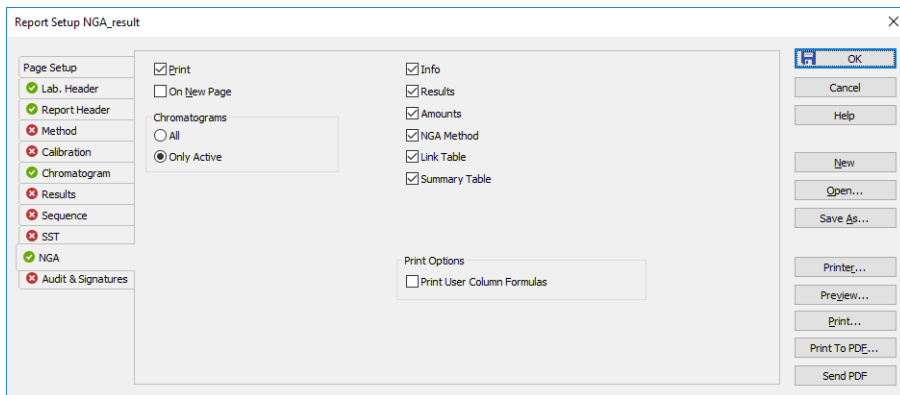 Report Setup NGA_result
Page Setup
Lab. Header
Report Header
Method
Calibration
Chromatogram
Results
Sequence
SST
NGA
Audit & Signatures
Print
On New Page
Chromatograms
All
Only Active
Info
Results
Amounts
NGA Method
Link Table
Summary Table
Print Options
Print User Column Formulas
OK
Cancel
Help
New
Open...
Save As...
Printer...
Preview...
Print...
Print To PDF...
Send PDF